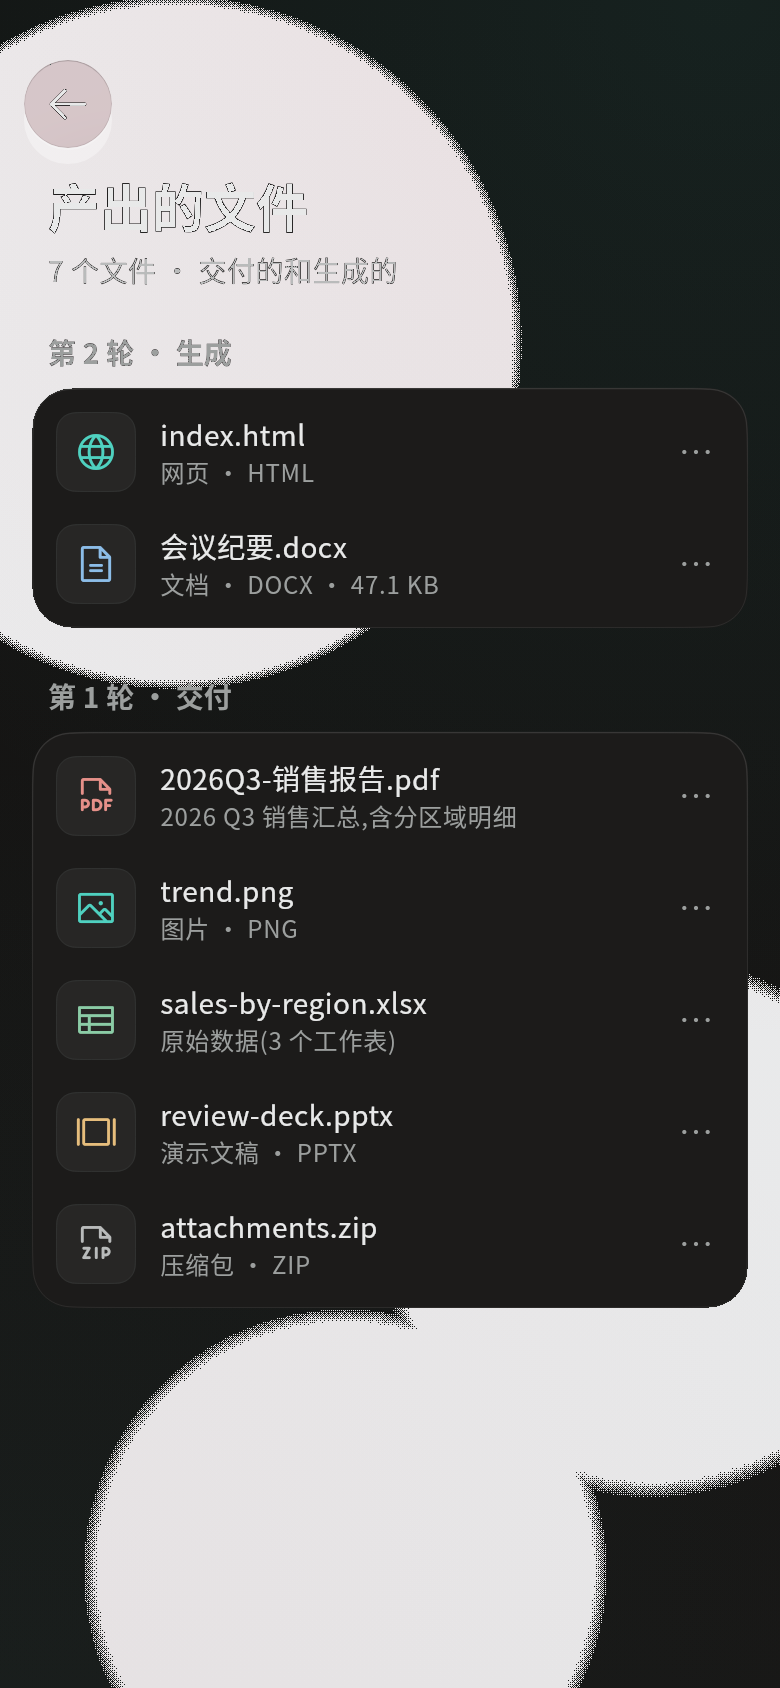 产出的文件
7 个文件 · 交付的和生成的
第 2 轮 · 生成
index.html
网页 · HTML
会议纪要.docx
文档 · DOCX · 47.1 KB
第 1 轮 · 交付
PDF
2026Q3-销售报告.pdf
2026 Q3 销售汇总,含分区域明细
trend.png
图片 · PNG
sales-by-region.xlsx
原始数据(3 个工作表)
review-deck.pptx
演示文稿 · PPTX
ZIP
attachments.zip
压缩包 · ZIP